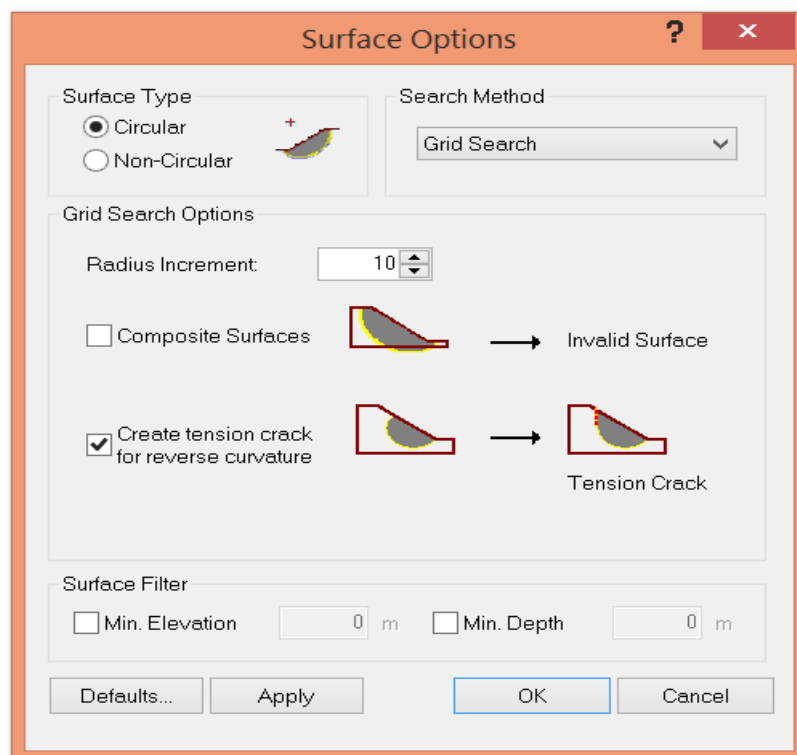 Surface Options
?
Surface Type
Circular
Non-Circular
Search Method
Grid Search
Grid Search Options
Radius Increment:
10
Composite Surfaces
Invalid Surface
Create tension crack
for reverse curvature
Tension Crack
Surface Filter
Min. Elevation
0 m
Min. Depth
0 m
Defaults...
Apply
OK
Cancel